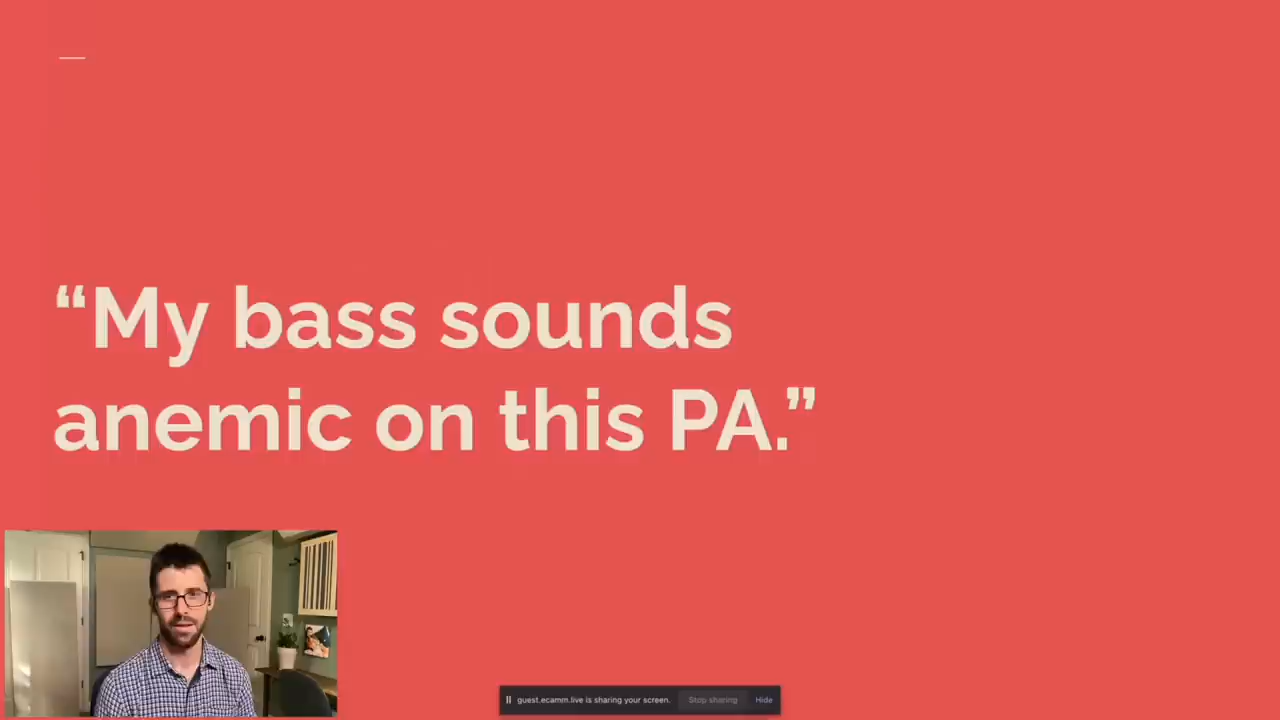 “My bass sounds
anemic on this PA.”
guest.ecamm.live is sharing your screen. Stop sharing Hide